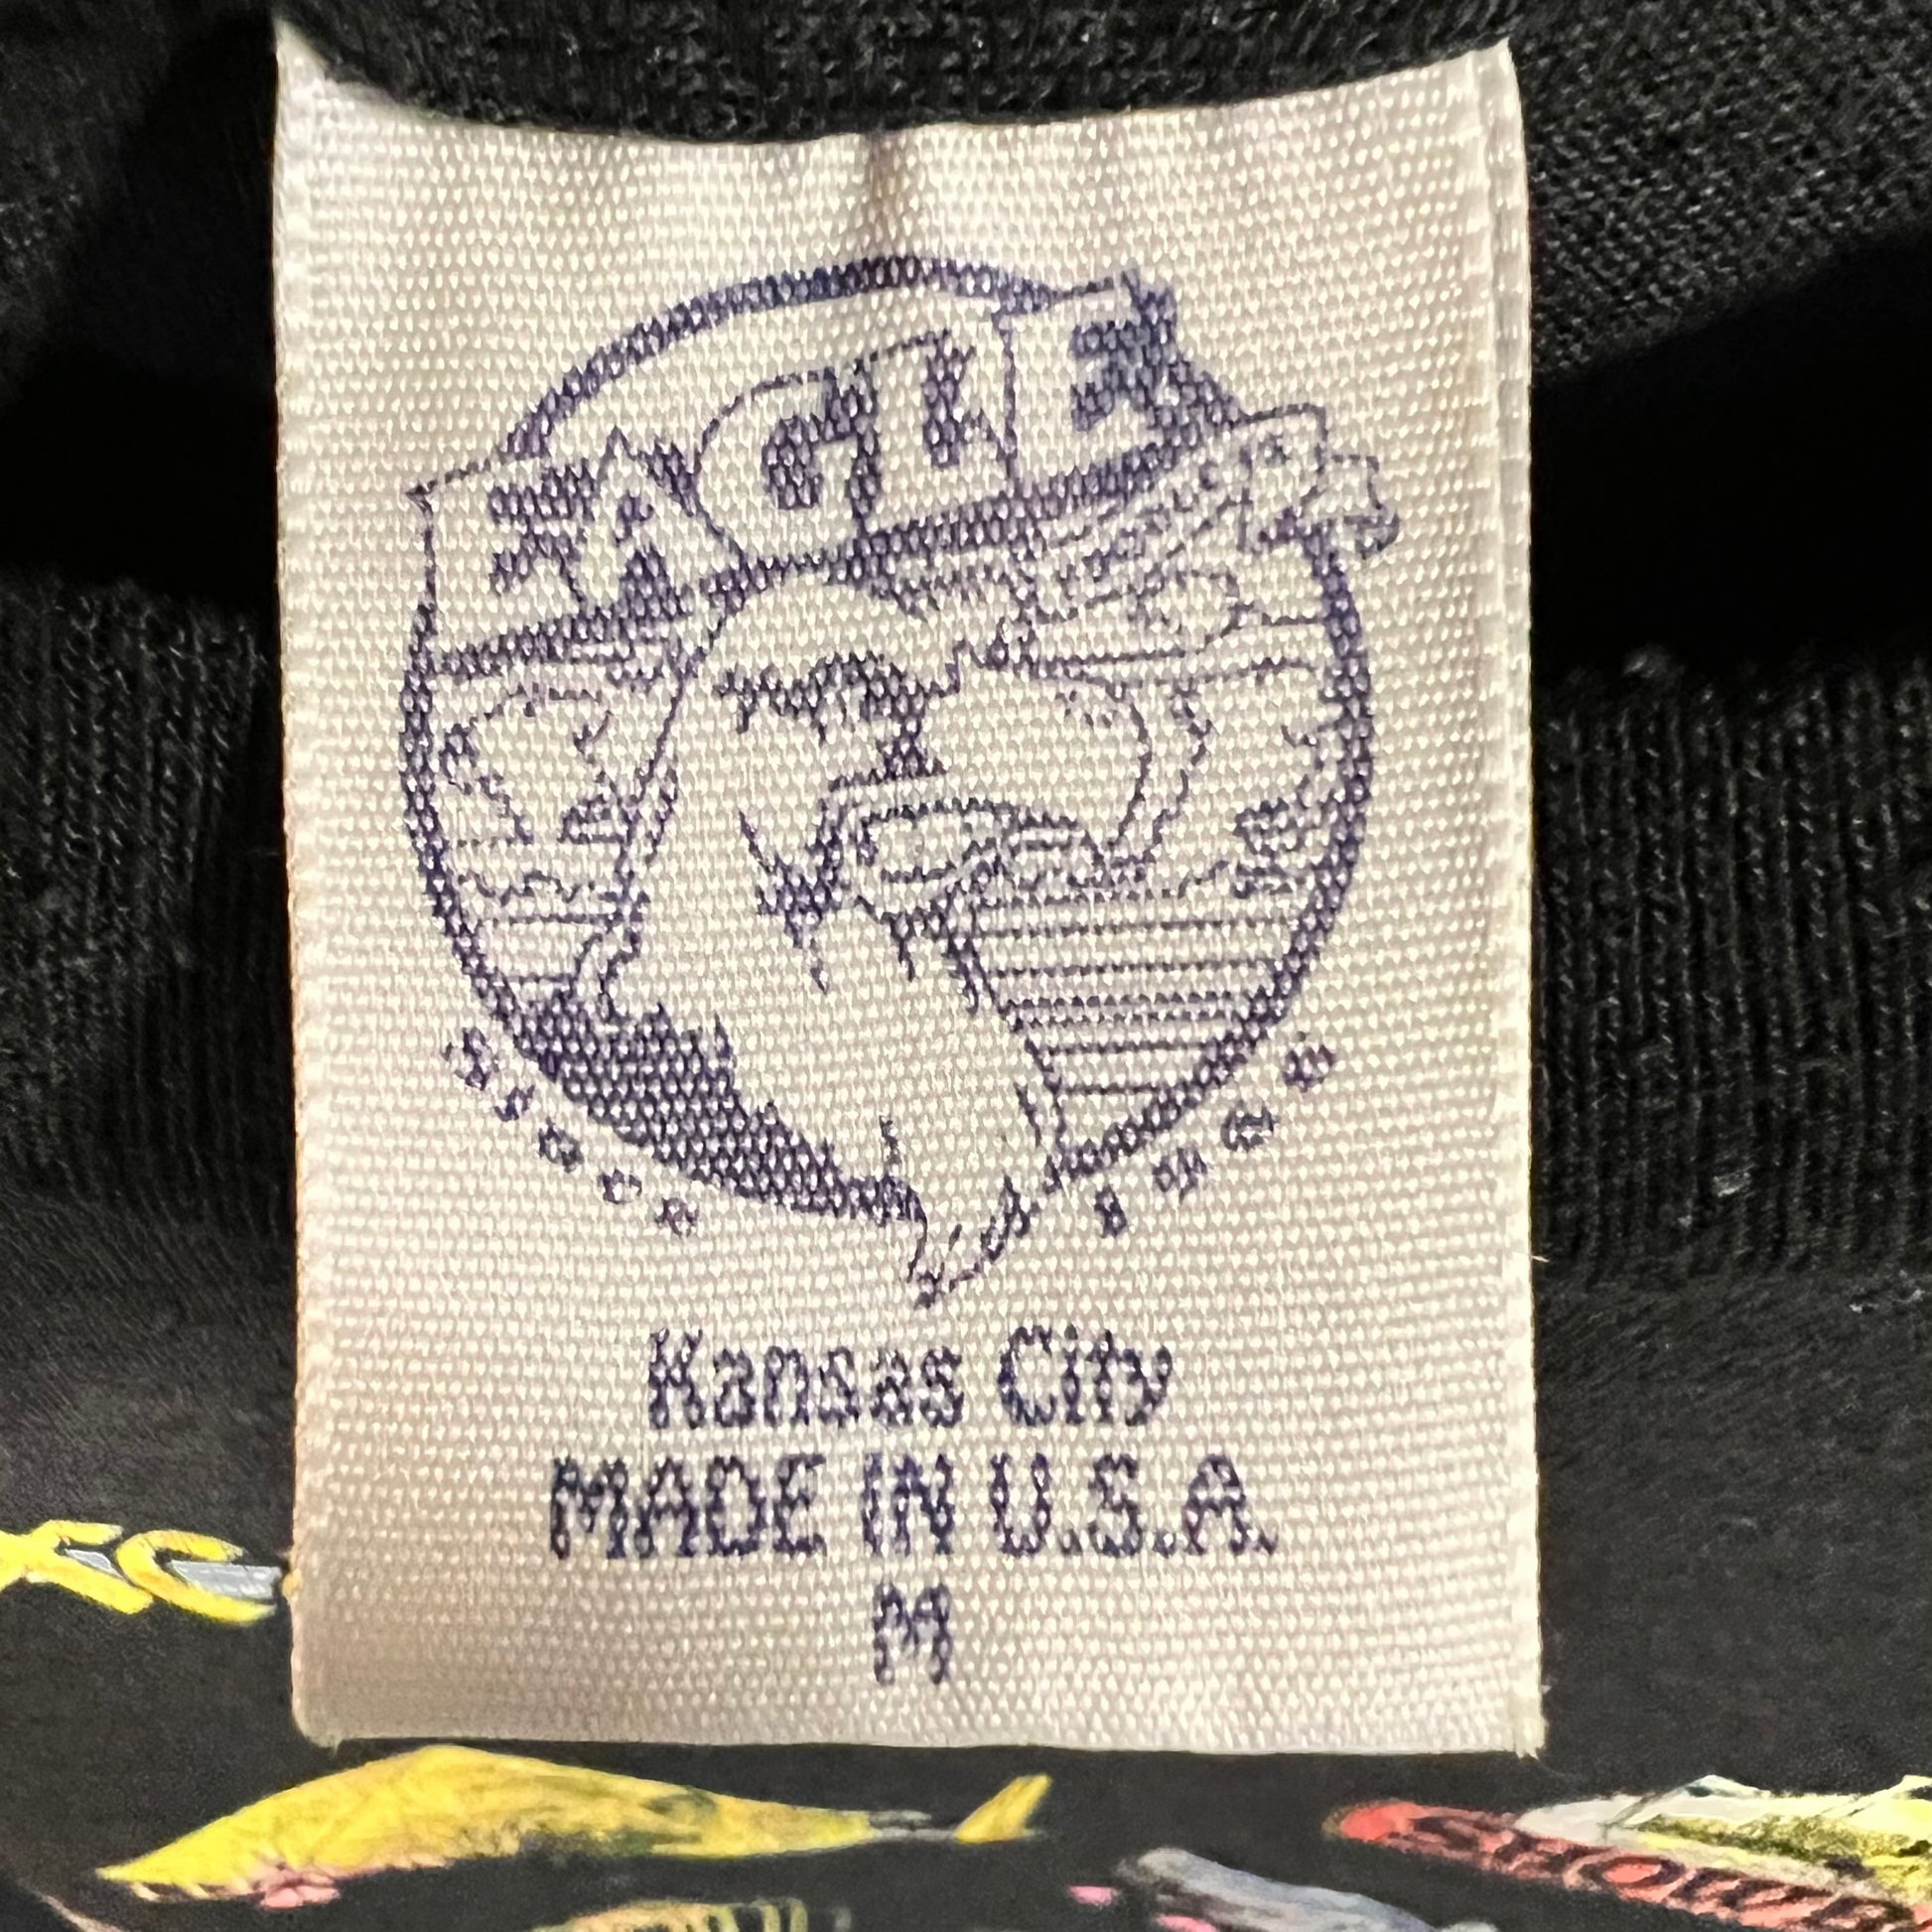 EAGLE
Kansas City
MADE IN U.S.A.
M